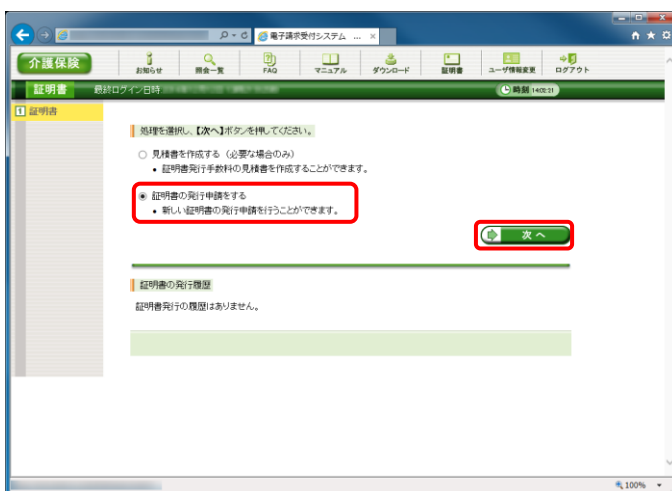 電子請求受付システム ...
介護保険
お知らせ 照会一覧 FAQ マニュアル ダウンロード 証明書 ユーザ情報変更 ログアウト
証明書 最終ログイン日時
時刻 14:03:31
1 証明書
処理を選択し、【次へ】ボタンを押してください。
見積書を作成する（必要な場合のみ）
• 証明書発行手数料の見積書を作成することができます。
証明書の発行申請をする
• 新しい証明書の発行申請を行うことができます。
次へ
証明書の発行履歴
証明書発行の履歴はありません。
100%